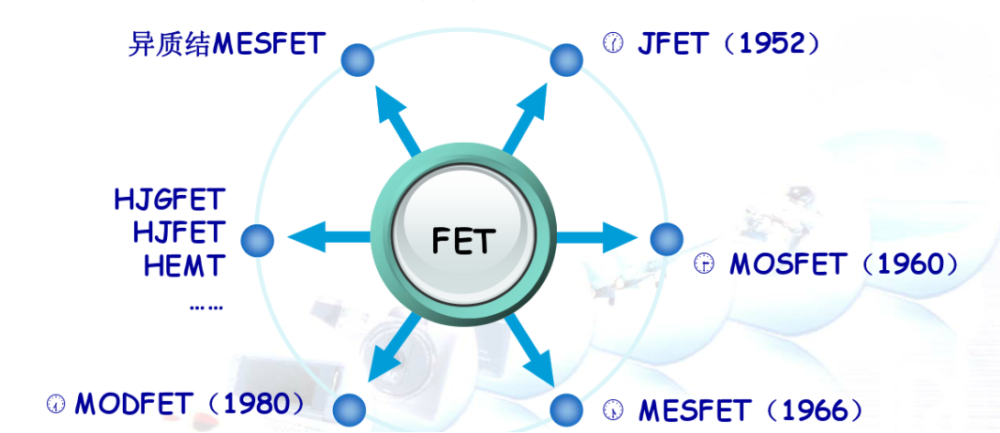 异质结MESFET
🕐 JFET（1952）
HJGFET
HJFET
HEMT
……
FET
🕒 MOSFET（1960）
🕖 MODFET（1980）
🕔 MESFET（1966）